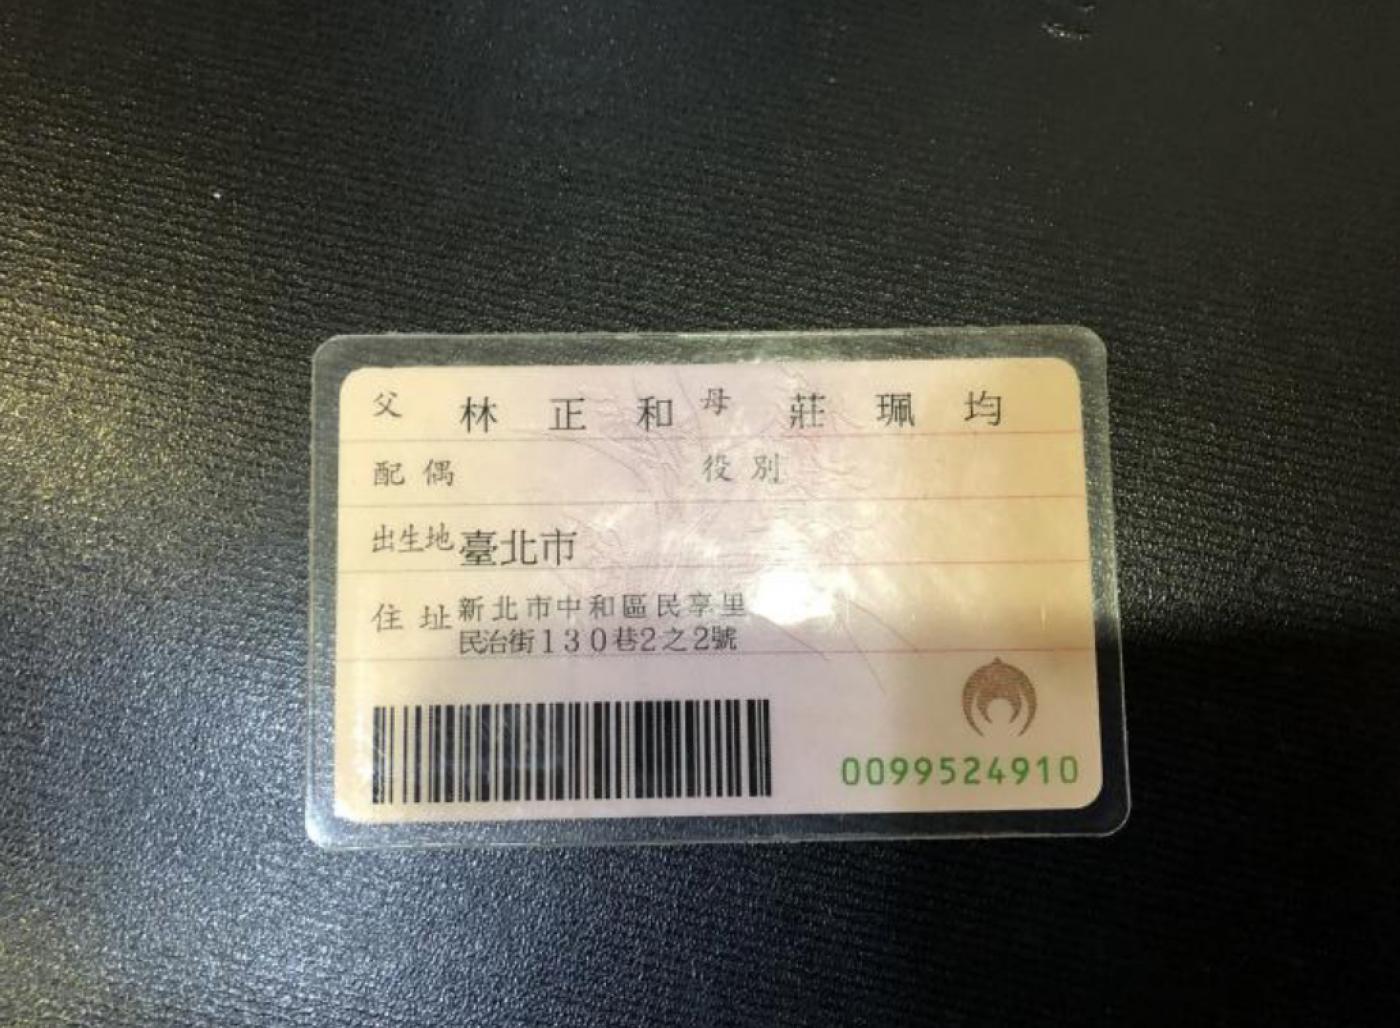 父 林正和 母 莊珮均
配偶 役別
出生地 臺北市
住址 新北市中和區民享里
民治街130巷2之2號
0099524910